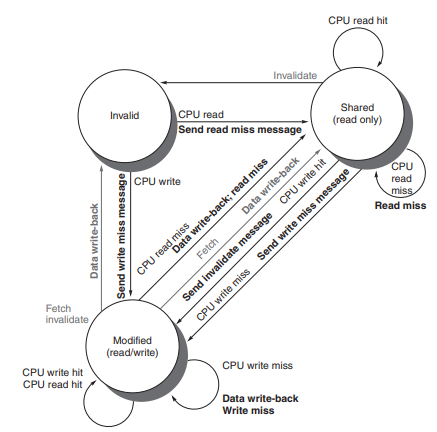 CPU read hit
Invalidate
Invalid
CPU read
Send read miss message
Shared
(read only)
CPU
read
miss
Read miss
CPU write
Send write miss message
Data write-back
Fetch
invalidate
CPU read miss
Data write-back; read miss
Fetch
Data write-back
CPU write hit
Send invalidate message
CPU write miss
Send write miss message
Modified
(read/write)
CPU write hit
CPU read hit
CPU write miss
Data write-back
Write miss